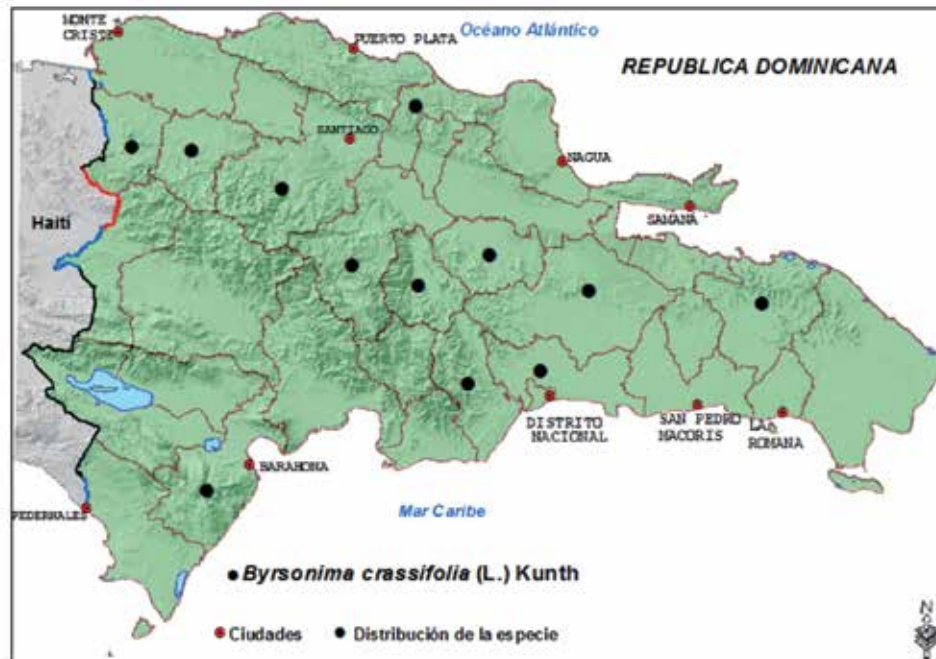 MONTE
CRISTI
PUERTO PLATA
Océano Atlántico
REPUBLICA DOMINICANA
SANTIAGO
NAGUA
SAMANA
Haití
DISTRITO
NACIONAL
SAN PEDRO
MACORIS
LA
ROMANA
BARAHONA
PEDERNALES
Mar Caribe
Byrsonima crassifolia (L.) Kunth
Ciudades
Distribución de la especie